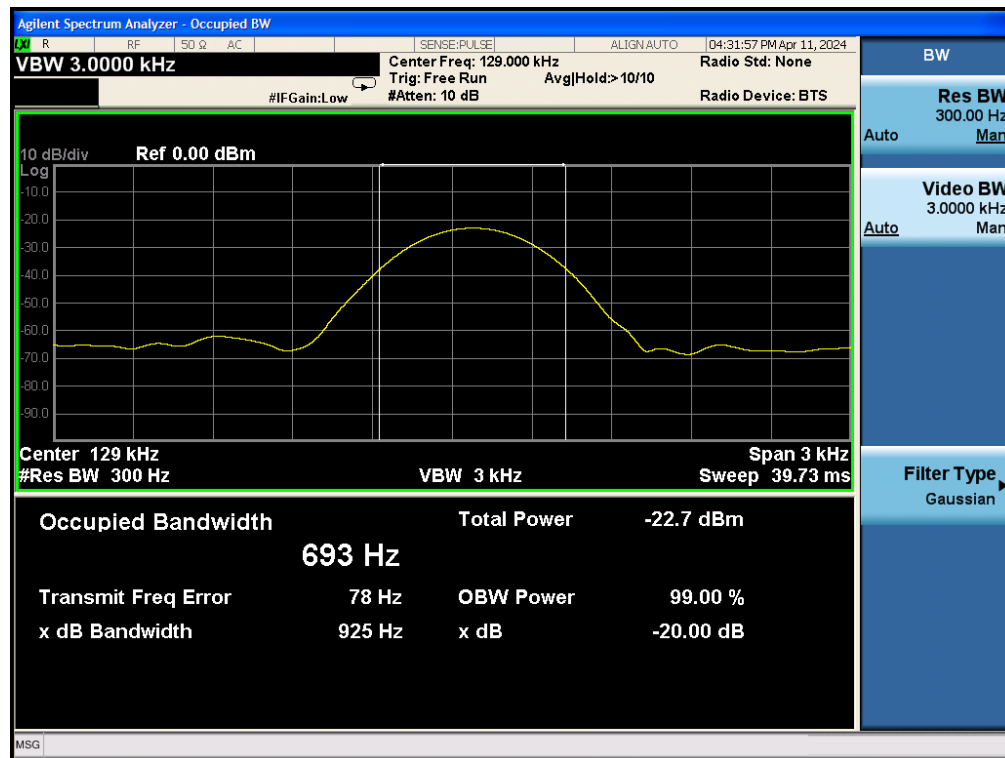 Agilent Spectrum Analyzer - Occupied BW
LXI R RF 50 Ω AC SENSE:PULSE ALIGN AUTO 04:31:57 PM Apr 11, 2024
VBW 3.0000 kHz
Center Freq: 129.000 kHz Radio Std: None
Trig: Free Run Avg|Hold:> 10/10
#IFGain:Low #Atten: 10 dB Radio Device: BTS
10 dB/div Ref 0.00 dBm
Log
-10.0
-20.0
-30.0
-40.0
-50.0
-60.0
-70.0
-80.0
-90.0
Center 129 kHz Span 3 kHz
#Res BW 300 Hz VBW 3 kHz Sweep 39.73 ms
Occupied Bandwidth Total Power -22.7 dBm
693 Hz
Transmit Freq Error 78 Hz OBW Power 99.00 %
x dB Bandwidth 925 Hz x dB -20.00 dB
MSG
BW
Res BW
300.00 Hz
Auto Man
Video BW
3.0000 kHz
Auto Man
Filter Type
Gaussian